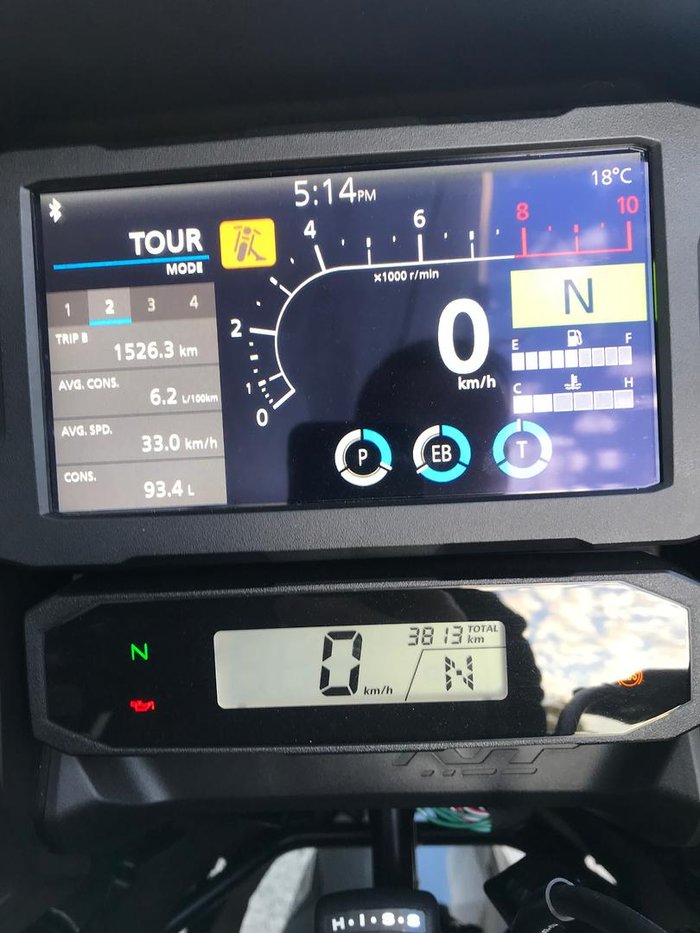 5:14PM
18°C
TOUR
MODE
1 2 3 4
TRIP B
1526.3 km
AVG. CONS.
6.2 L/100km
AVG. SPD.
33.0 km/h
CONS.
93.4 L
0 1 2 4 6 8 10
x1000 r/min
0
km/h
N
E F
C H
P EB T
N
0 km/h
3813 TOTAL km
N
H·I·S·S